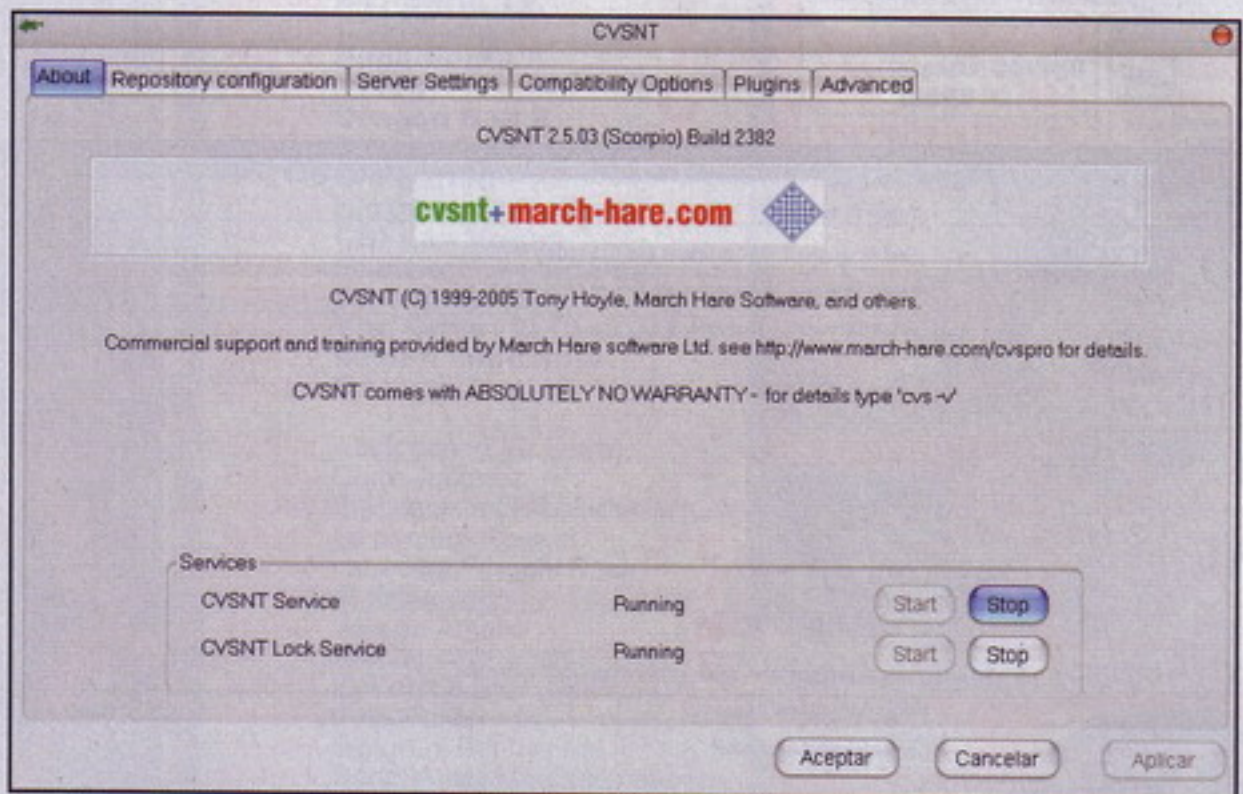 CVSNT
About Repository configuration Server Settings Compatibility Options Plugins Advanced
CVSNT 2.5.03 (Scorpio) Build 2382
cvsnt+march-hare.com
CVSNT (C) 1999-2005 Tony Hoyle, March Hare Software, and others.
Commercial support and training provided by March Hare software Ltd. see http://www.march-hare.com/cvspro for details.
CVSNT comes with ABSOLUTELY NO WARRANTY - for details type 'cvs -v'
Services
CVSNT Service Running Start Stop
CVSNT Lock Service Running Start Stop
Aceptar Cancelar Aplicar